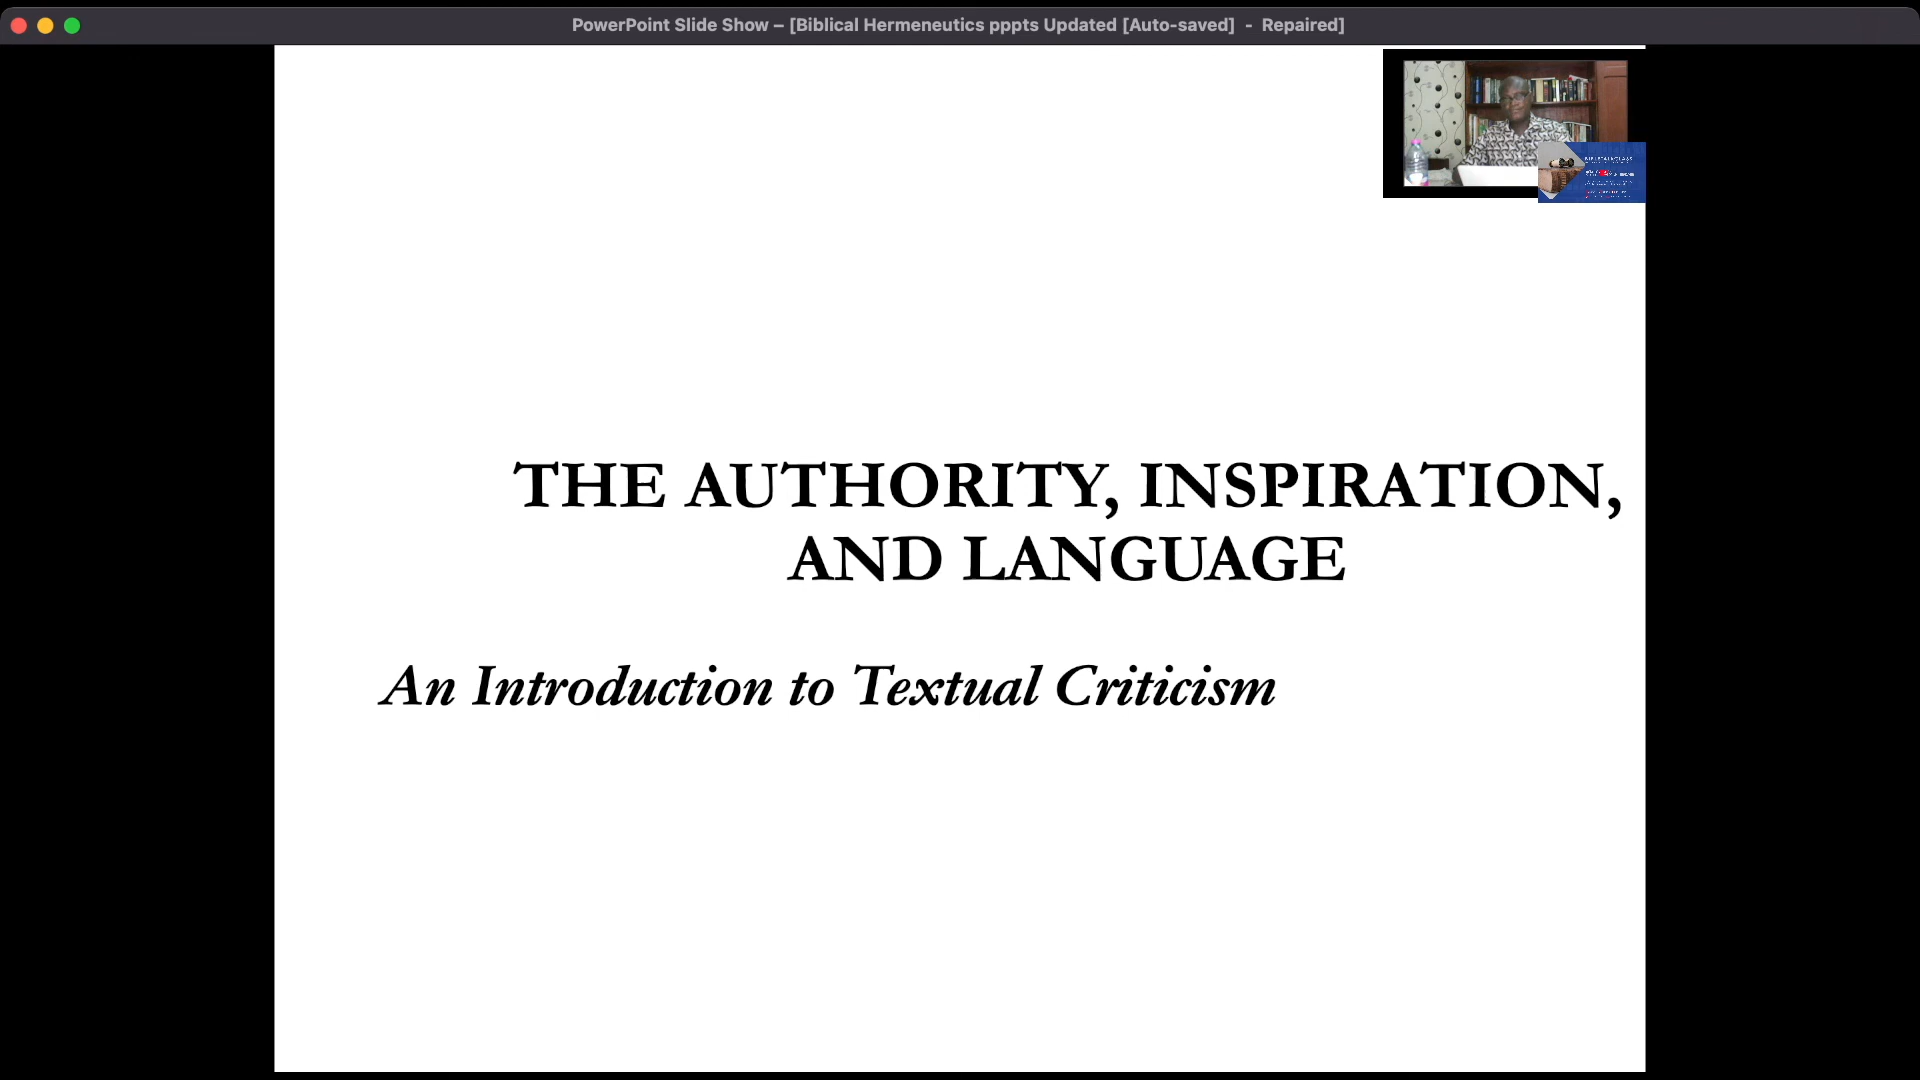 PowerPoint Slide Show – [Biblical Hermeneutics pppts Updated [Auto-saved]  -  Repaired]
THE AUTHORITY, INSPIRATION,
AND LANGUAGE
An Introduction to Textual Criticism